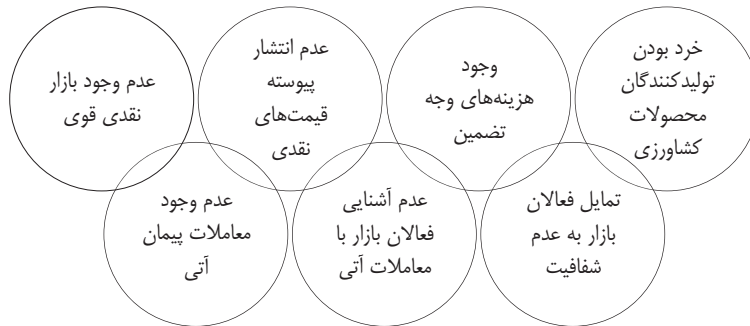 خرد بودن
تولیدکنندگان
محصولات
کشاورزی
وجود
هزینه‌های وجه
تضمین
عدم انتشار
پیوسته
قیمت‌های
نقدی
عدم وجود بازار
نقدی قوی
تمایل فعالان
بازار به عدم
شفافیت
عدم آشنایی
فعالان بازار با
معاملات آتی
عدم وجود
معاملات پیمان
آتی